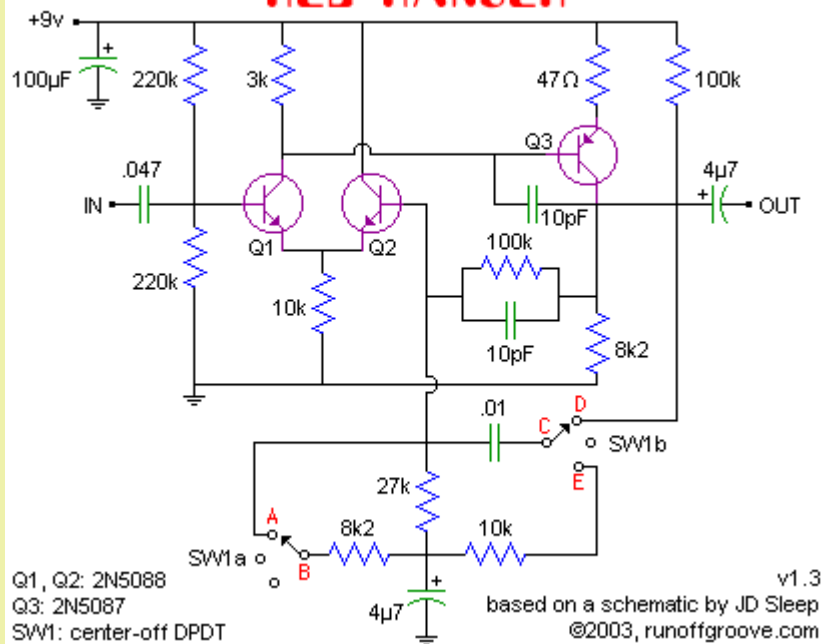 +9v
100µF
220k
3k
47Ω
100k
Q3
.047
4µ7
IN
10pF
OUT
Q1
Q2
100k
220k
10k
10pF
8k2
.01
D
C
SW1b
E
27k
A
8k2
10k
SW1a
B
Q1, Q2: 2N5088
4µ7
v1.3
Q3: 2N5087
based on a schematic by JD Sleep
SW1: center-off DPDT
©2003, runoffgroove.com